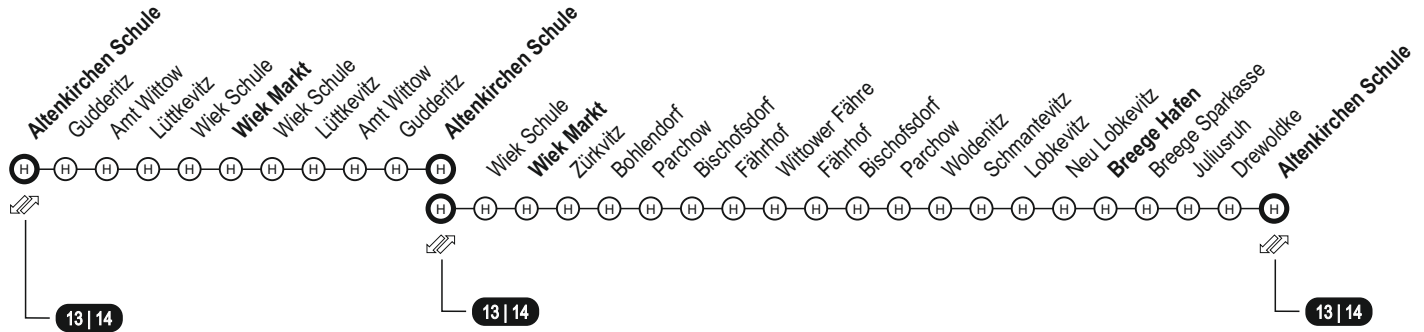 Altenkirchen Schule
Gudderitz
Amt Wittow
Lüttkevitz
Wiek Schule
Wiek Markt
Wiek Schule
Lüttkevitz
Amt Wittow
Gudderitz
Altenkirchen Schule
H H H H H H H H H H H
Wiek Schule
Wiek Markt
Zürkvitz
Bohlendorf
Parchow
Bischofsdorf
Fährhof
Wittower Fähre
Fährhof
Bischofsdorf
Parchow
Woldenitz
Schmantevitz
Lobkevitz
Neu Lobkevitz
Breege Hafen
Breege Sparkasse
Juliusruh
Drewoldke
Altenkirchen Schule
H H H H H H H H H H H H H H H H H H H H H
13 | 14
13 | 14
13 | 14